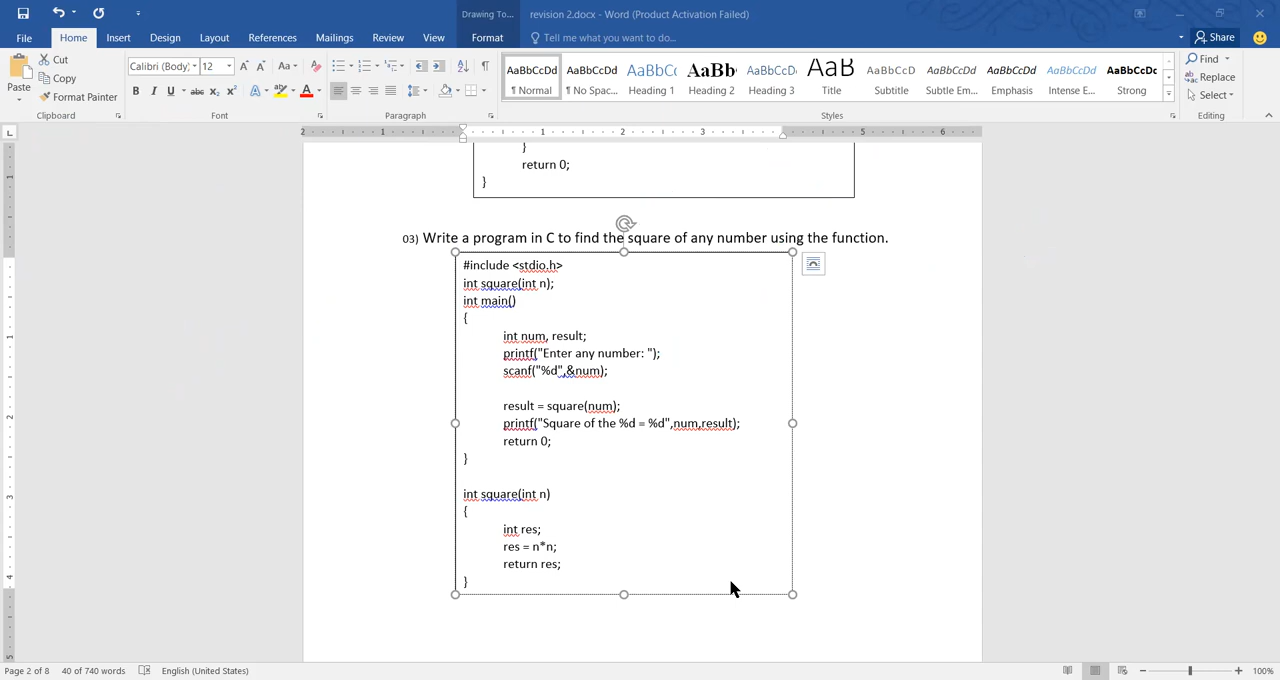 Drawing To...
revision 2.docx - Word (Product Activation Failed)
File Home Insert Design Layout References Mailings Review View Format Tell me what you want to do... Share
Paste
Cut
Copy
Format Painter
Clipboard
Calibri (Body) 12
Font
Paragraph
AaBbCcDd AaBbCcDd AaBbCc AaBb AaBbCcD AaB AaBbCcD AaBbCcDd AaBbCcDd AaBbCcDd AaBbCcDc
¶ Normal ¶ No Spac... Heading 1 Heading 2 Heading 3 Title Subtitle Subtle Em... Emphasis Intense E... Strong
Styles
Find
Replace
Select
Editing
2 1 1 2 3 5 6
}
return 0;
}
03) Write a program in C to find the square of any number using the function.
#include <stdio.h>
int square(int n);
int main()
{
int num, result;
printf("Enter any number: ");
scanf("%d",&num);
result = square(num);
printf("Square of the %d = %d",num,result);
return 0;
}
int square(int n)
{
int res;
res = n*n;
return res;
}
Page 2 of 8 40 of 740 words English (United States) 100%